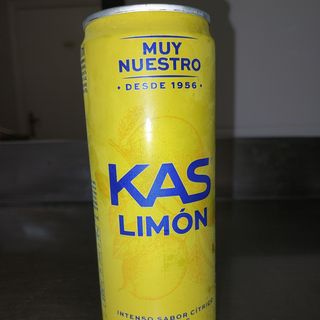 MUY
NUESTRO
• DESDE 1956 •
KAS
LIMÓN
INTENSO SABOR CÍTRICO